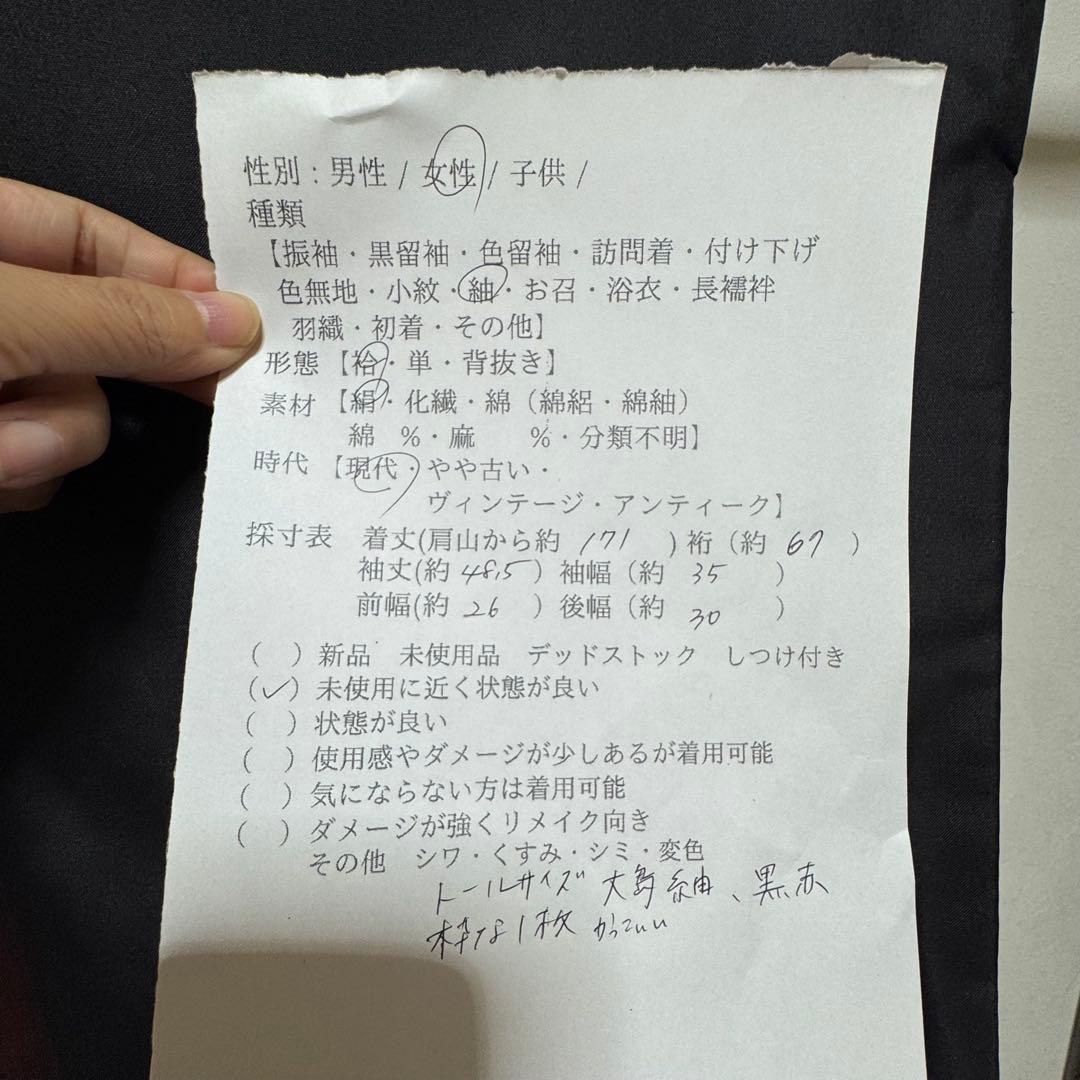 性別：男性 / 女性 / 子供 /
種類
【振袖・黒留袖・色留袖・訪問着・付け下げ
色無地・小紋・紬・お召・浴衣・長襦袢
羽織・初着・その他】
形態【袷・単・背抜き】
素材【絹・化繊・綿（綿絽・綿紬）
綿 %・麻 %・分類不明】
時代【現代・やや古い・
ヴィンテージ・アンティーク】
採寸表 着丈(肩山から約 171 ) 裄（約 67 ）
袖丈(約 48.5 ）袖幅（約 35 ）
前幅(約 26 ）後幅（約 30 ）
（ ）新品 未使用品 デッドストック しつけ付き
（✓）未使用に近く状態が良い
（ ）状態が良い
（ ）使用感やダメージが少しあるが着用可能
（ ）気にならない方は着用可能
（ ）ダメージが強くリメイク向き
その他 シワ・くすみ・シミ・変色
トールサイズ 大島紬、黒赤
粋な1枚 かっこいい